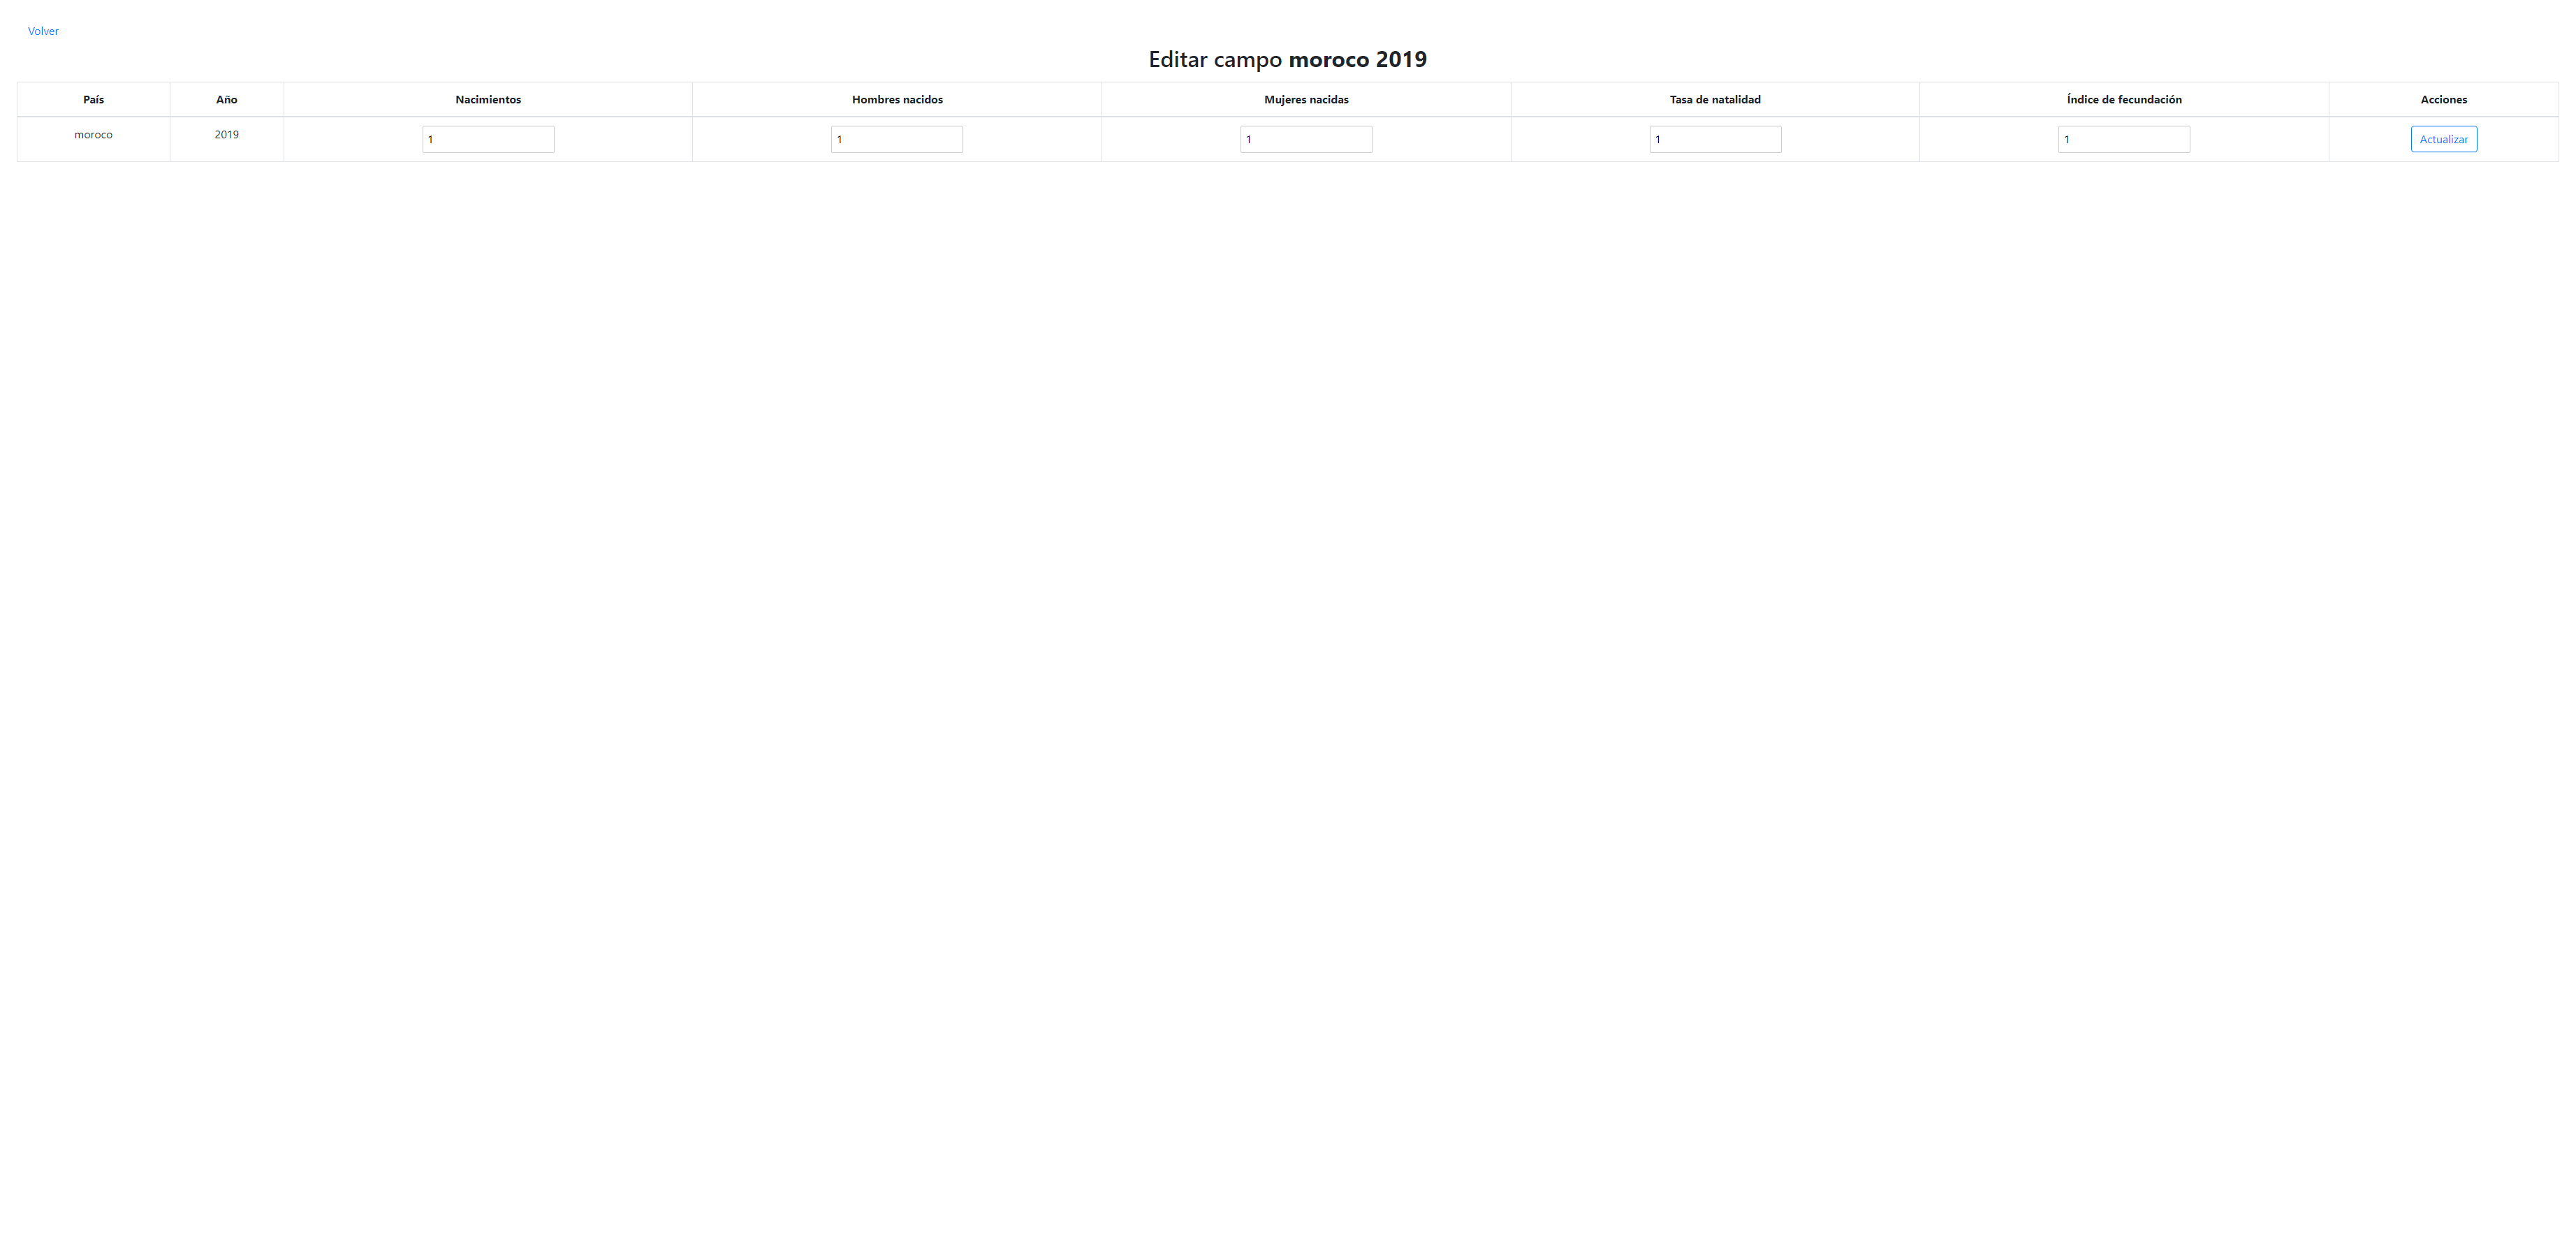 Volver
Editar campo moroco 2019
País Año Nacimientos Hombres nacidos Mujeres nacidas Tasa de natalidad Índice de fecundación Acciones
moroco 2019 1 1 1 1 1 Actualizar